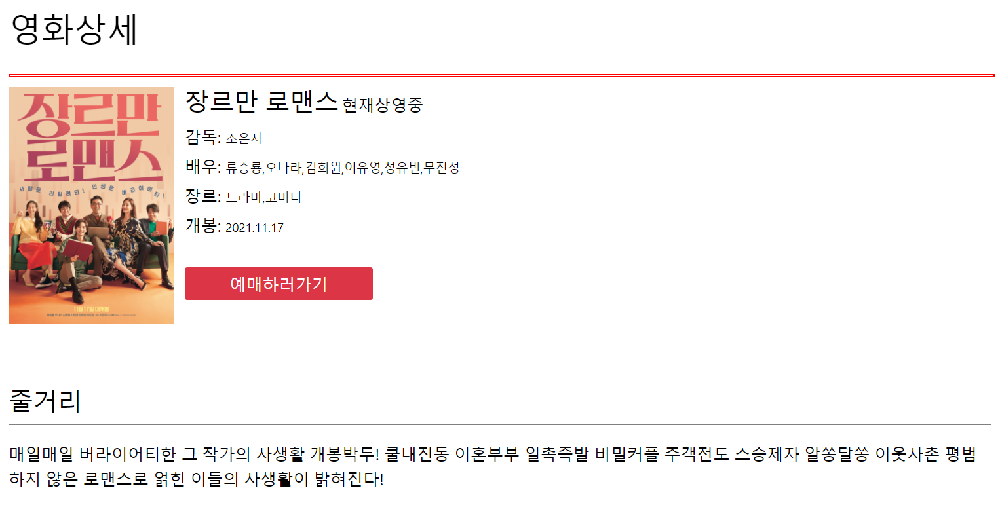 영화상세
장르만
로맨스
사람은 리얼리티! 인생은 버라이어티!
11월 17일 대개봉
장르만 로맨스 현재상영중
감독: 조은지
배우: 류승룡,오나라,김희원,이유영,성유빈,무진성
장르: 드라마,코미디
개봉: 2021.11.17
예매하러가기
줄거리
매일매일 버라이어티한 그 작가의 사생활 개봉박두! 쿨내진동 이혼부부 일촉즉발 비밀커플 주객전도 스승제자 알쏭달쏭 이웃사촌 평범
하지 않은 로맨스로 얽힌 이들의 사생활이 밝혀진다!